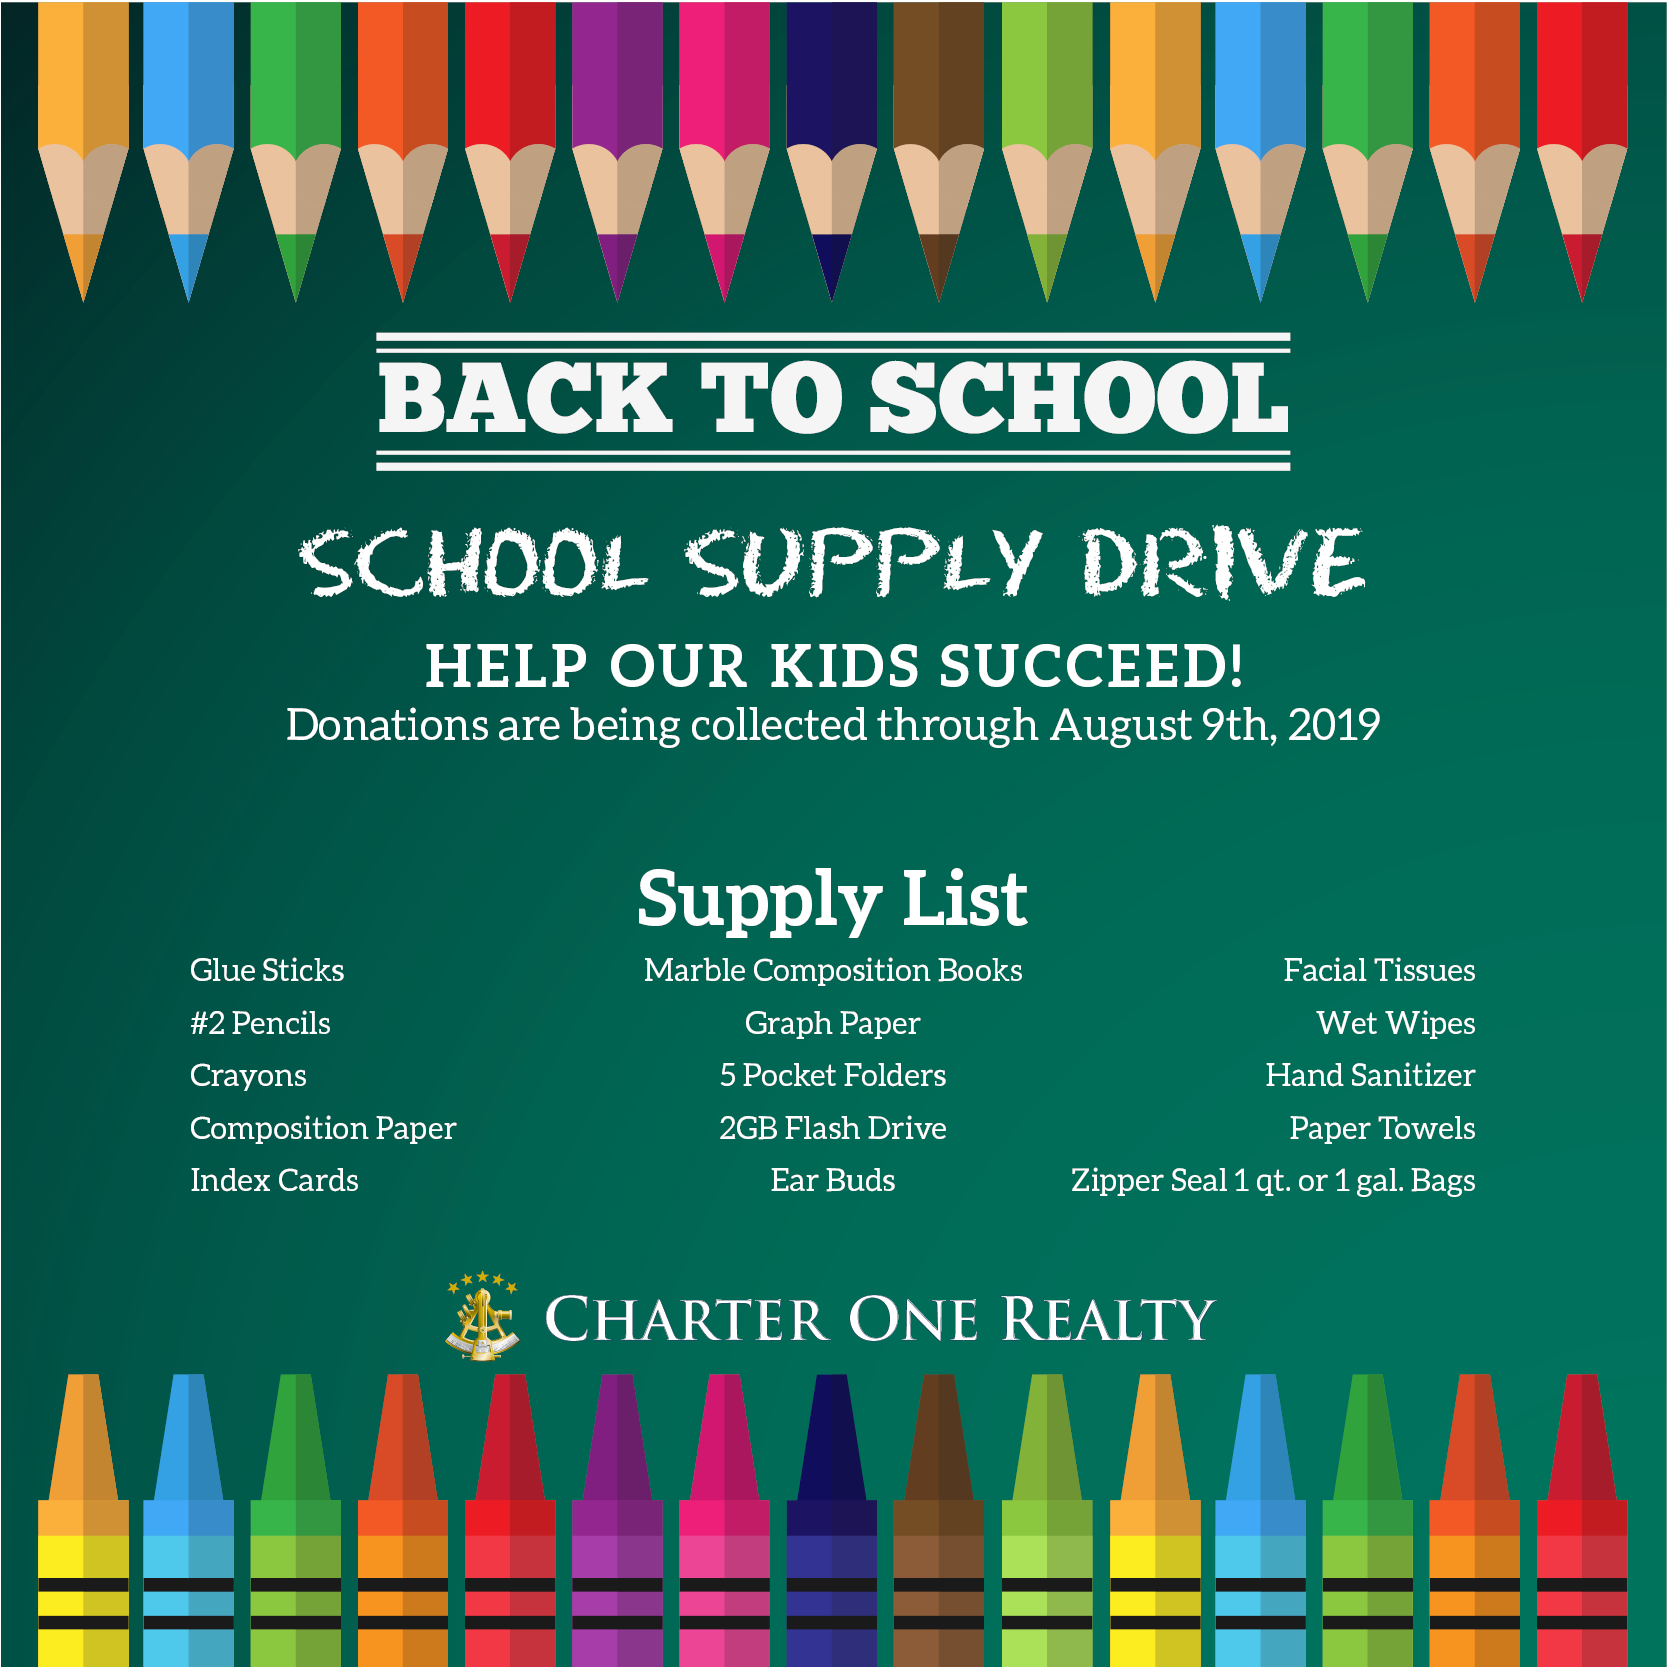 BACK TO SCHOOL
SCHOOL SUPPLY DRIVE
HELP OUR KIDS SUCCEED!
Donations are being collected through August 9th, 2019
Supply List
Glue Sticks
#2 Pencils
Crayons
Composition Paper
Index Cards
Marble Composition Books
Graph Paper
5 Pocket Folders
2GB Flash Drive
Ear Buds
Facial Tissues
Wet Wipes
Hand Sanitizer
Paper Towels
Zipper Seal 1 qt. or 1 gal. Bags
CHARTER ONE REALTY